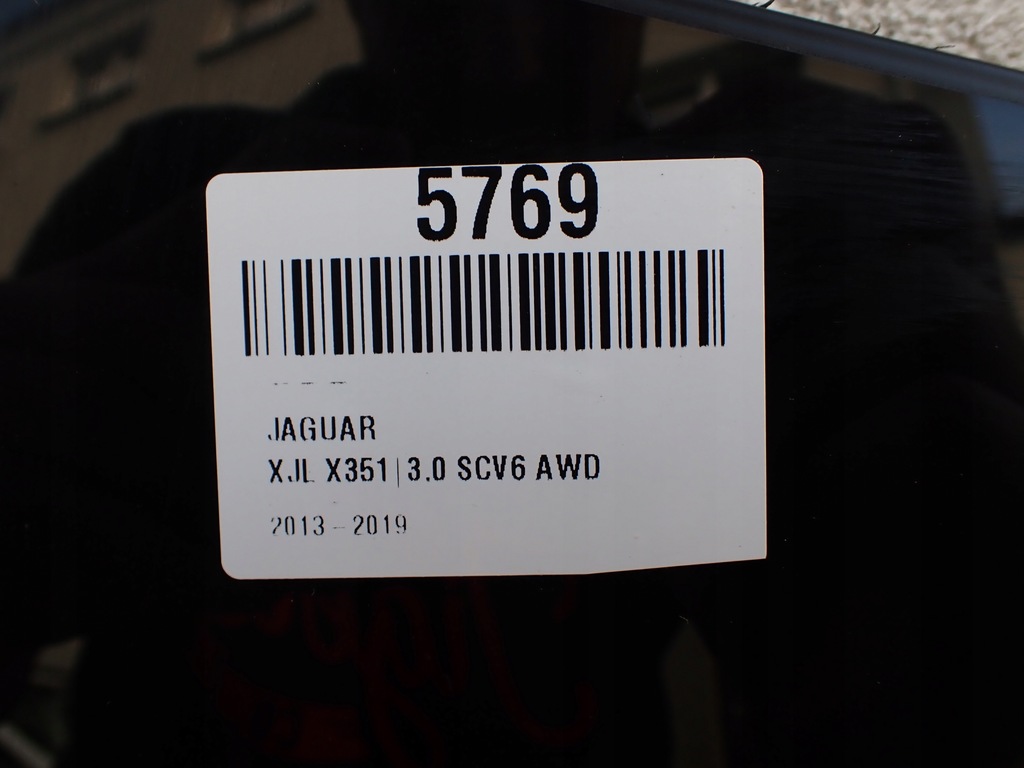 5769
JAGUAR
XJL X351|3.0 SCV6 AWD
2013 - 2019